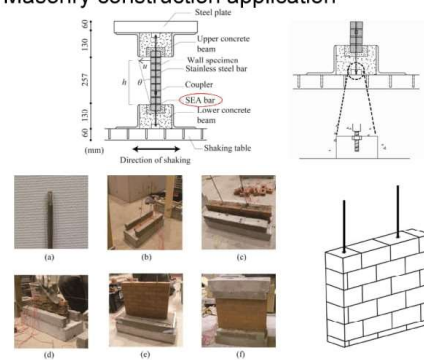 Masonry construction application
Steel plate
60
130
257
130
60
(mm)
Upper concrete
beam
Wall specimen
Stainless steel bar
u
h
θ
Coupler
SEA bar
Lower concrete
beam
Shaking table
Direction of shaking
(a)
(b)
(c)
(d)
(e)
(f)